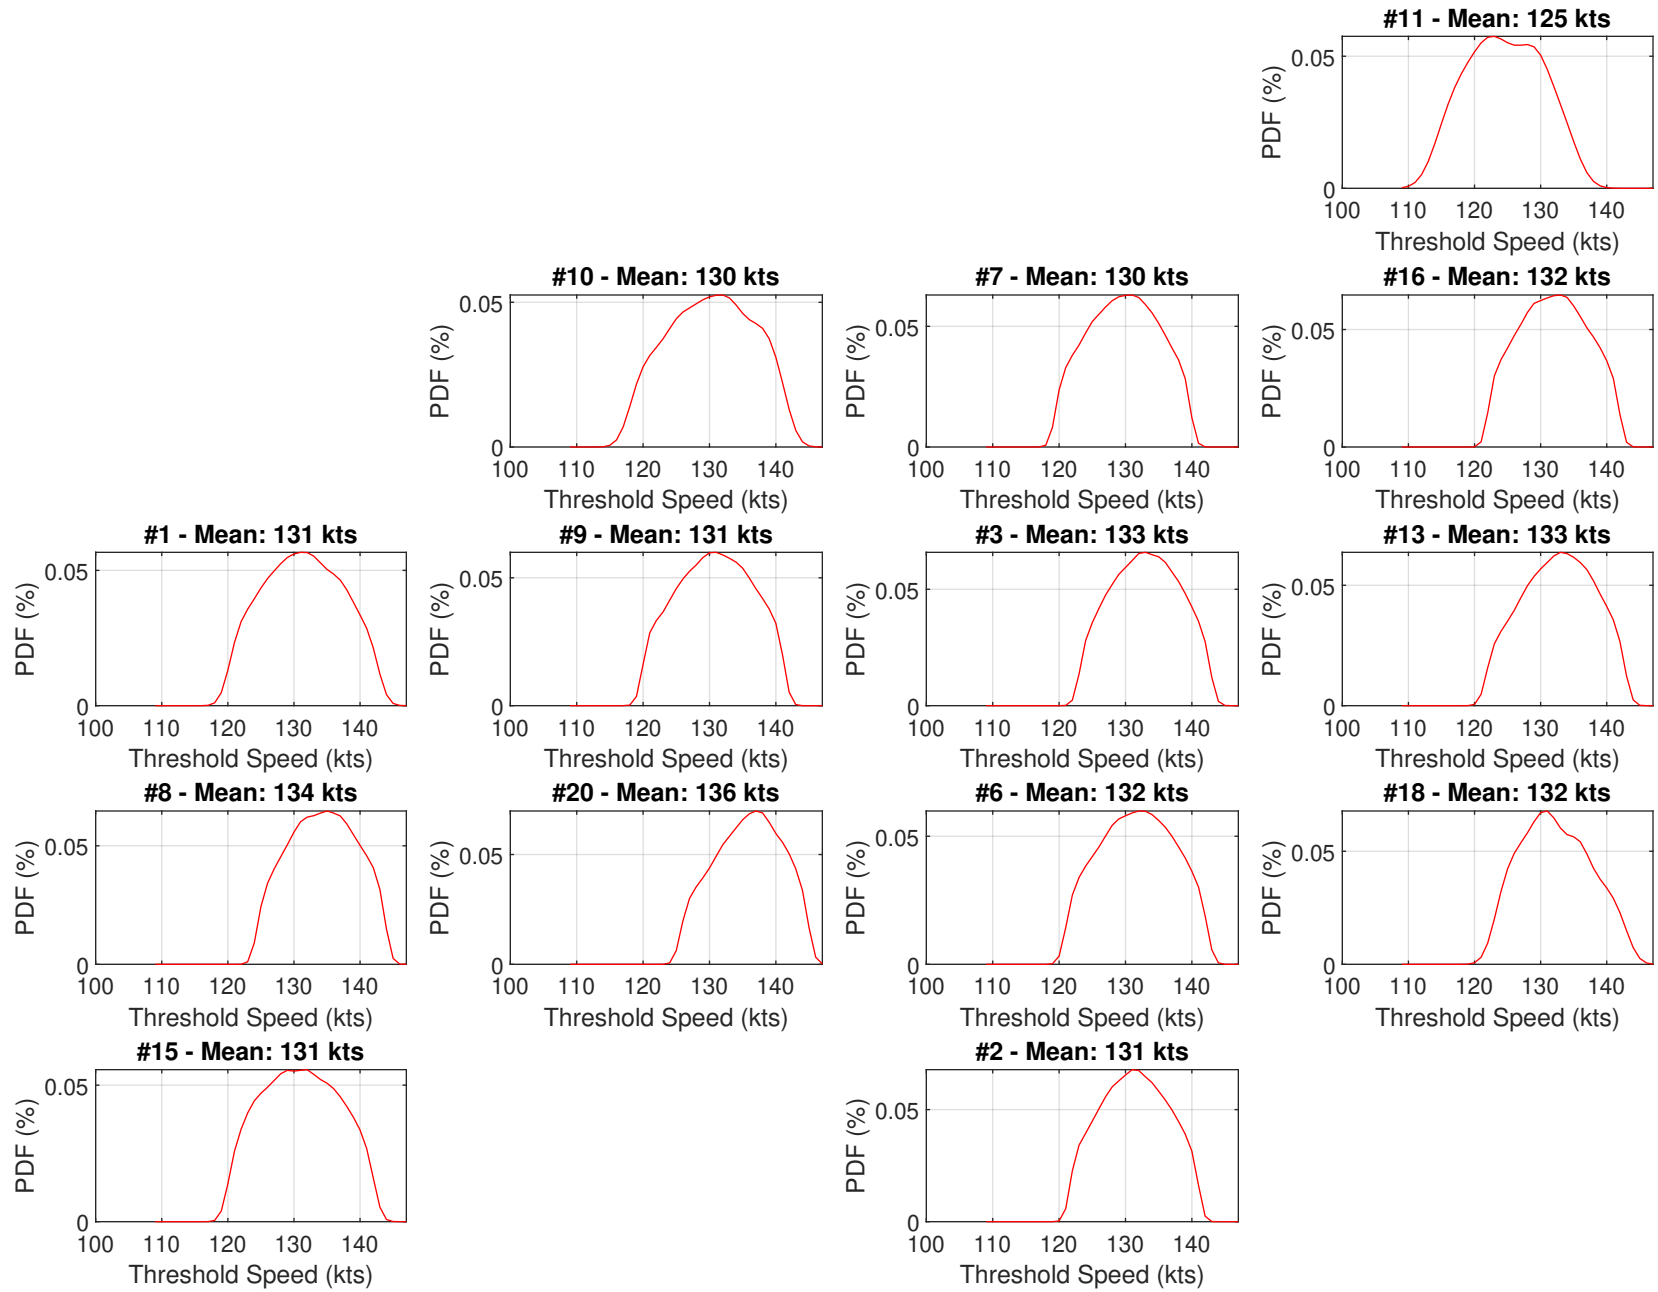 #11 - Mean: 125 kts
PDF (%)
0.05
0
100 110 120 130 140
Threshold Speed (kts)
#10 - Mean: 130 kts
PDF (%)
0.05
0
100 110 120 130 140
Threshold Speed (kts)
#7 - Mean: 130 kts
PDF (%)
0.05
0
100 110 120 130 140
Threshold Speed (kts)
#16 - Mean: 132 kts
PDF (%)
0.05
0
100 110 120 130 140
Threshold Speed (kts)
#1 - Mean: 131 kts
PDF (%)
0.05
0
100 110 120 130 140
Threshold Speed (kts)
#9 - Mean: 131 kts
PDF (%)
0.05
0
100 110 120 130 140
Threshold Speed (kts)
#3 - Mean: 133 kts
PDF (%)
0.05
0
100 110 120 130 140
Threshold Speed (kts)
#13 - Mean: 133 kts
PDF (%)
0.05
0
100 110 120 130 140
Threshold Speed (kts)
#8 - Mean: 134 kts
PDF (%)
0.05
0
100 110 120 130 140
Threshold Speed (kts)
#20 - Mean: 136 kts
PDF (%)
0.05
0
100 110 120 130 140
Threshold Speed (kts)
#6 - Mean: 132 kts
PDF (%)
0.05
0
100 110 120 130 140
Threshold Speed (kts)
#18 - Mean: 132 kts
PDF (%)
0.05
0
100 110 120 130 140
Threshold Speed (kts)
#15 - Mean: 131 kts
PDF (%)
0.05
0
100 110 120 130 140
Threshold Speed (kts)
#2 - Mean: 131 kts
PDF (%)
0.05
0
100 110 120 130 140
Threshold Speed (kts)